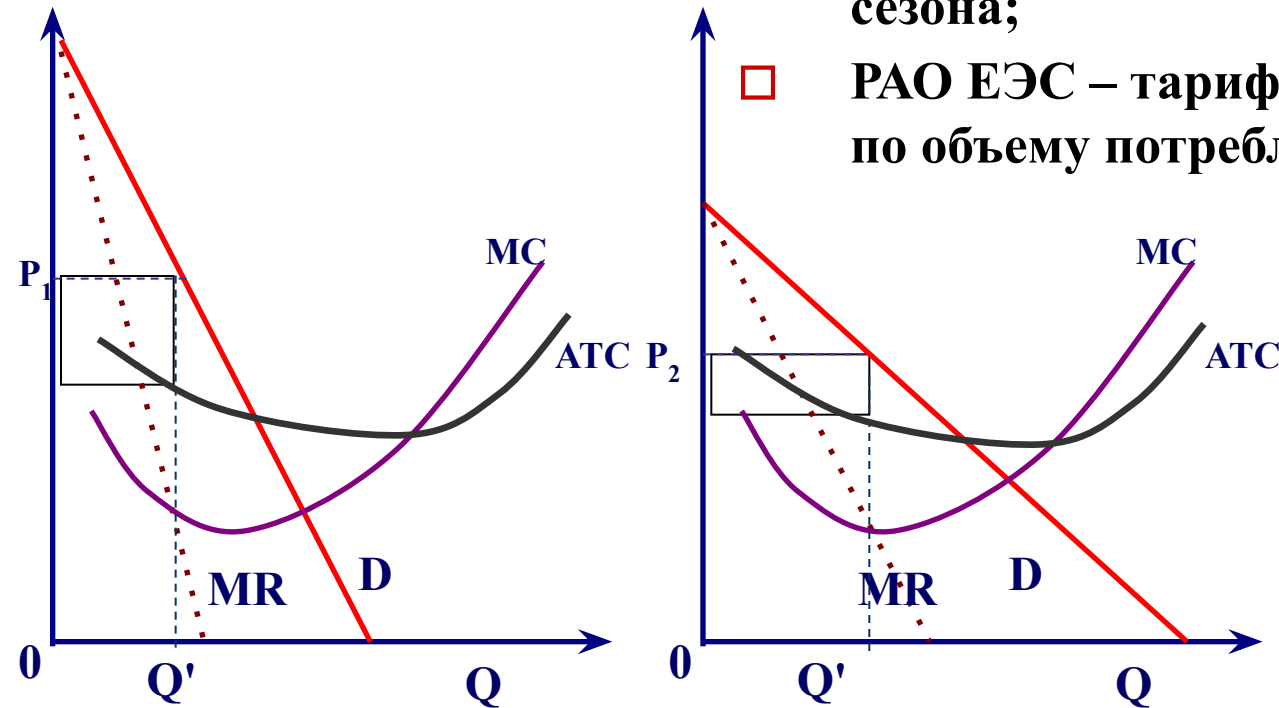 сезона;
РАО ЕЭС – тариф
по объему потребл
MC
P1
ATC
MR
D
0
Q'
Q
MC
P2
ATC
MR
D
0
Q'
Q